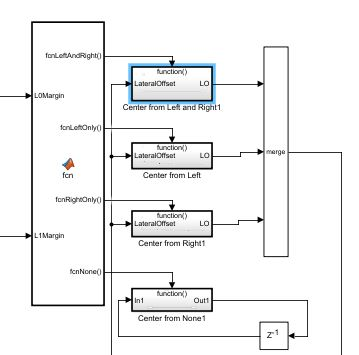 fcnLeftAndRight()
function()
LateralOffset
LO
Center from Left and Right1
L0Margin
fcnLeftOnly()
function()
LateralOffset
LO
Center from Left
merge
fcn
fcnRightOnly()
function()
LateralOffset
LO
Center from Right1
L1Margin
fcnNone()
function()
In1
Out1
Center from None1
Z^-1